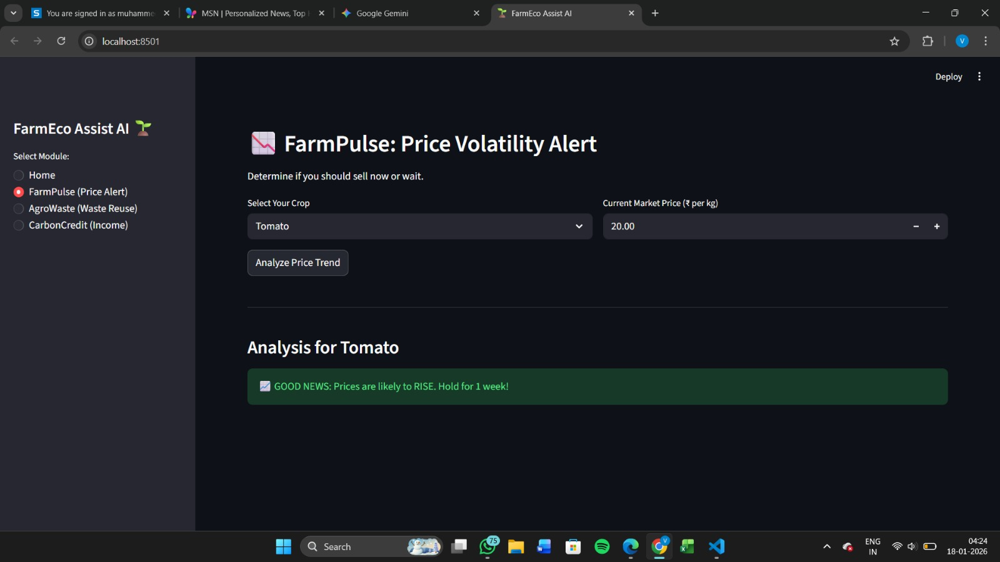 You are signed in as muhamme
MSN | Personalized News, Top
Google Gemini
FarmEco Assist AI
localhost:8501
V
Deploy
FarmEco Assist AI
Select Module:
Home
FarmPulse (Price Alert)
AgroWaste (Waste Reuse)
CarbonCredit (Income)
FarmPulse: Price Volatility Alert
Determine if you should sell now or wait.
Select Your Crop
Current Market Price (₹ per kg)
Tomato
20.00
Analyze Price Trend
Analysis for Tomato
GOOD NEWS: Prices are likely to RISE. Hold for 1 week!
Search
75
ENG
IN
04:24
18-01-2026